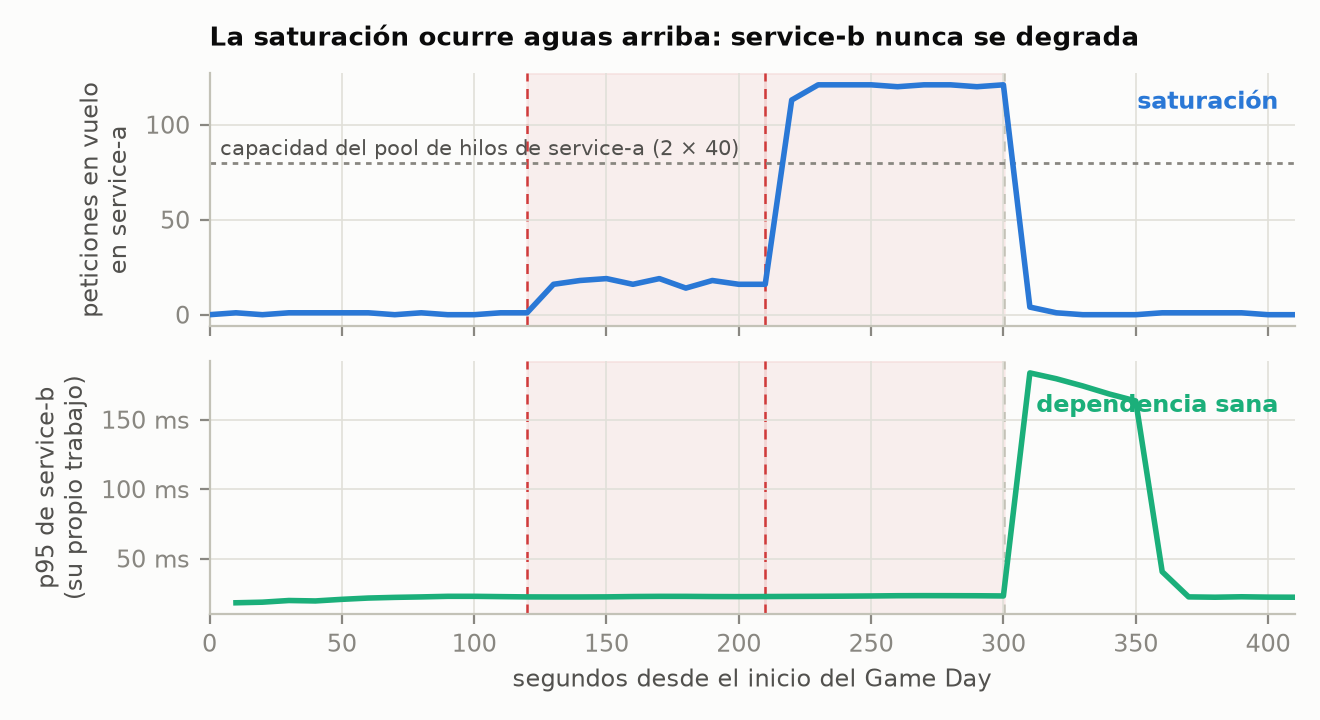 La saturación ocurre aguas arriba: service-b nunca se degrada
peticiones en vuelo
en service-a
100
50
0
capacidad del pool de hilos de service-a (2 × 40)
saturación
p95 de service-b
(su propio trabajo)
150 ms
100 ms
50 ms
dependencia sana
0 50 100 150 200 250 300 350 400
segundos desde el inicio del Game Day